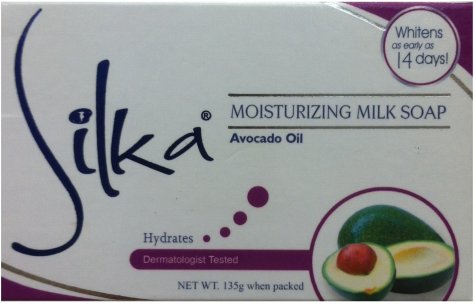 Whitens
as early as
14 days!
Silka®
MOISTURIZING MILK SOAP
Avocado Oil
Hydrates
Dermatologist Tested
NET WT. 135g when packed